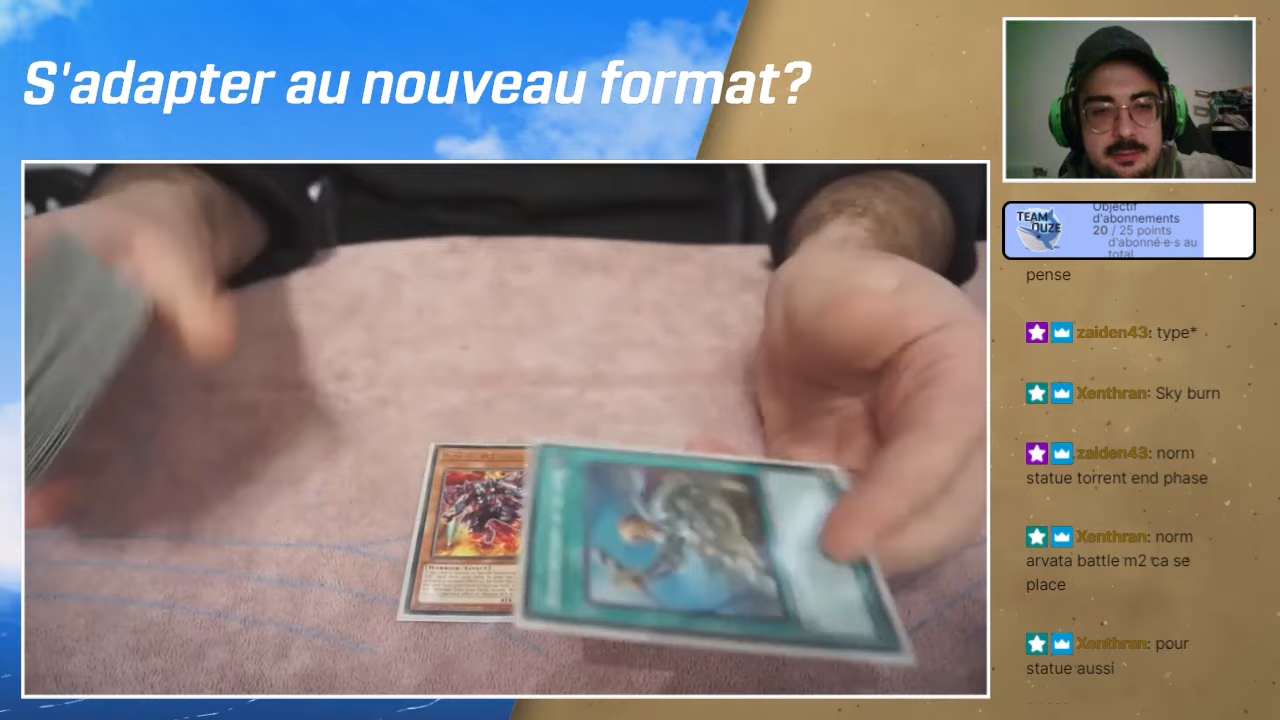 S'adapter au nouveau format?
TEAM
OUZE
Objectif
d'abonnements
20 / 25 points
d'abonné·e·s au
total
pense
zaiden43: type*
Xenthran: Sky burn
zaiden43: norm
statue torrent end phase
Xenthran: norm
arvata battle m2 ca se
place
Xenthran: pour
statue aussi